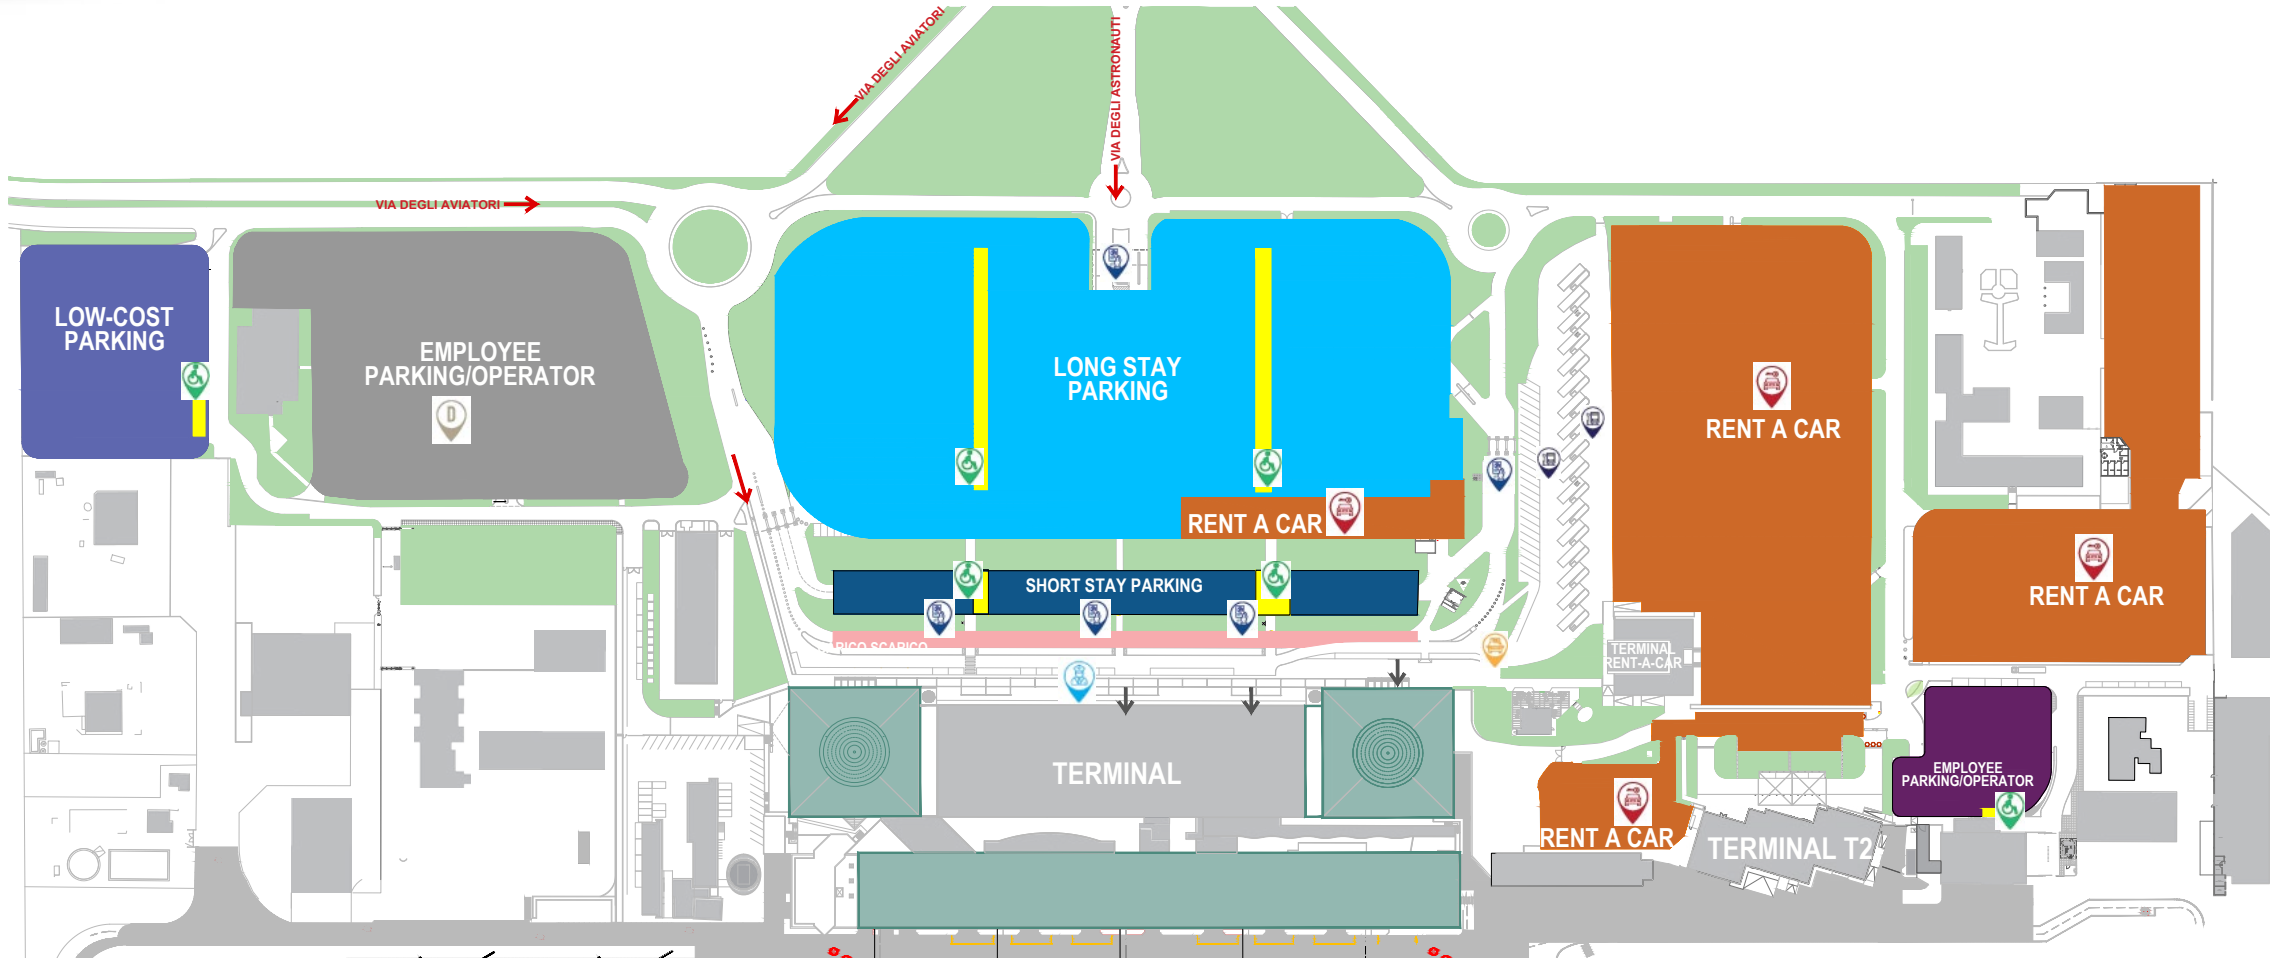 VIA DEGLI AVIATORI
VIA DEGLI ASTRONAUTI
VIA DEGLI AVIATORI
LOW-COST
PARKING
EMPLOYEE
PARKING/OPERATOR
D
LONG STAY
PARKING
RENT A CAR
RENT A CAR
SHORT STAY PARKING
RENT A CAR
SCARICO
TERMINAL
RENT-A-CAR
TERMINAL
EMPLOYEE
PARKING/OPERATOR
RENT A CAR
TERMINAL T2